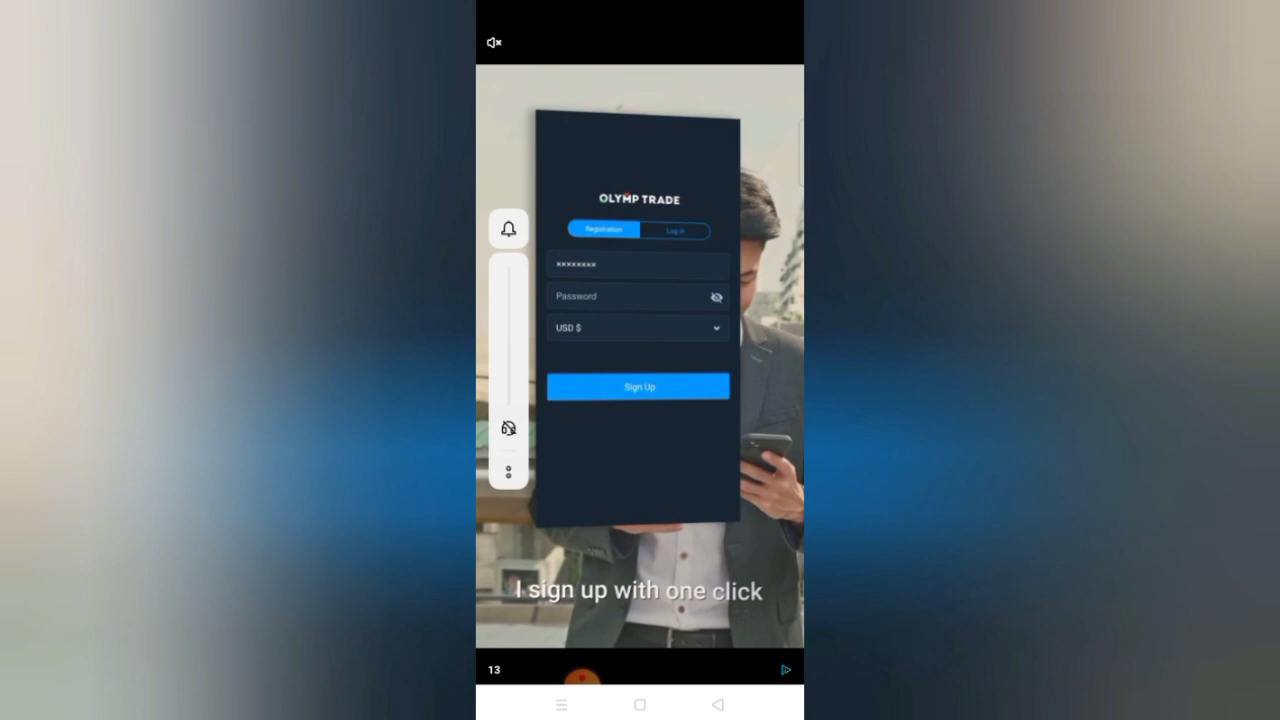 OLYMP TRADE
Registration
Log in
××××××××
Password
USD $
Sign Up
I sign up with one click
13